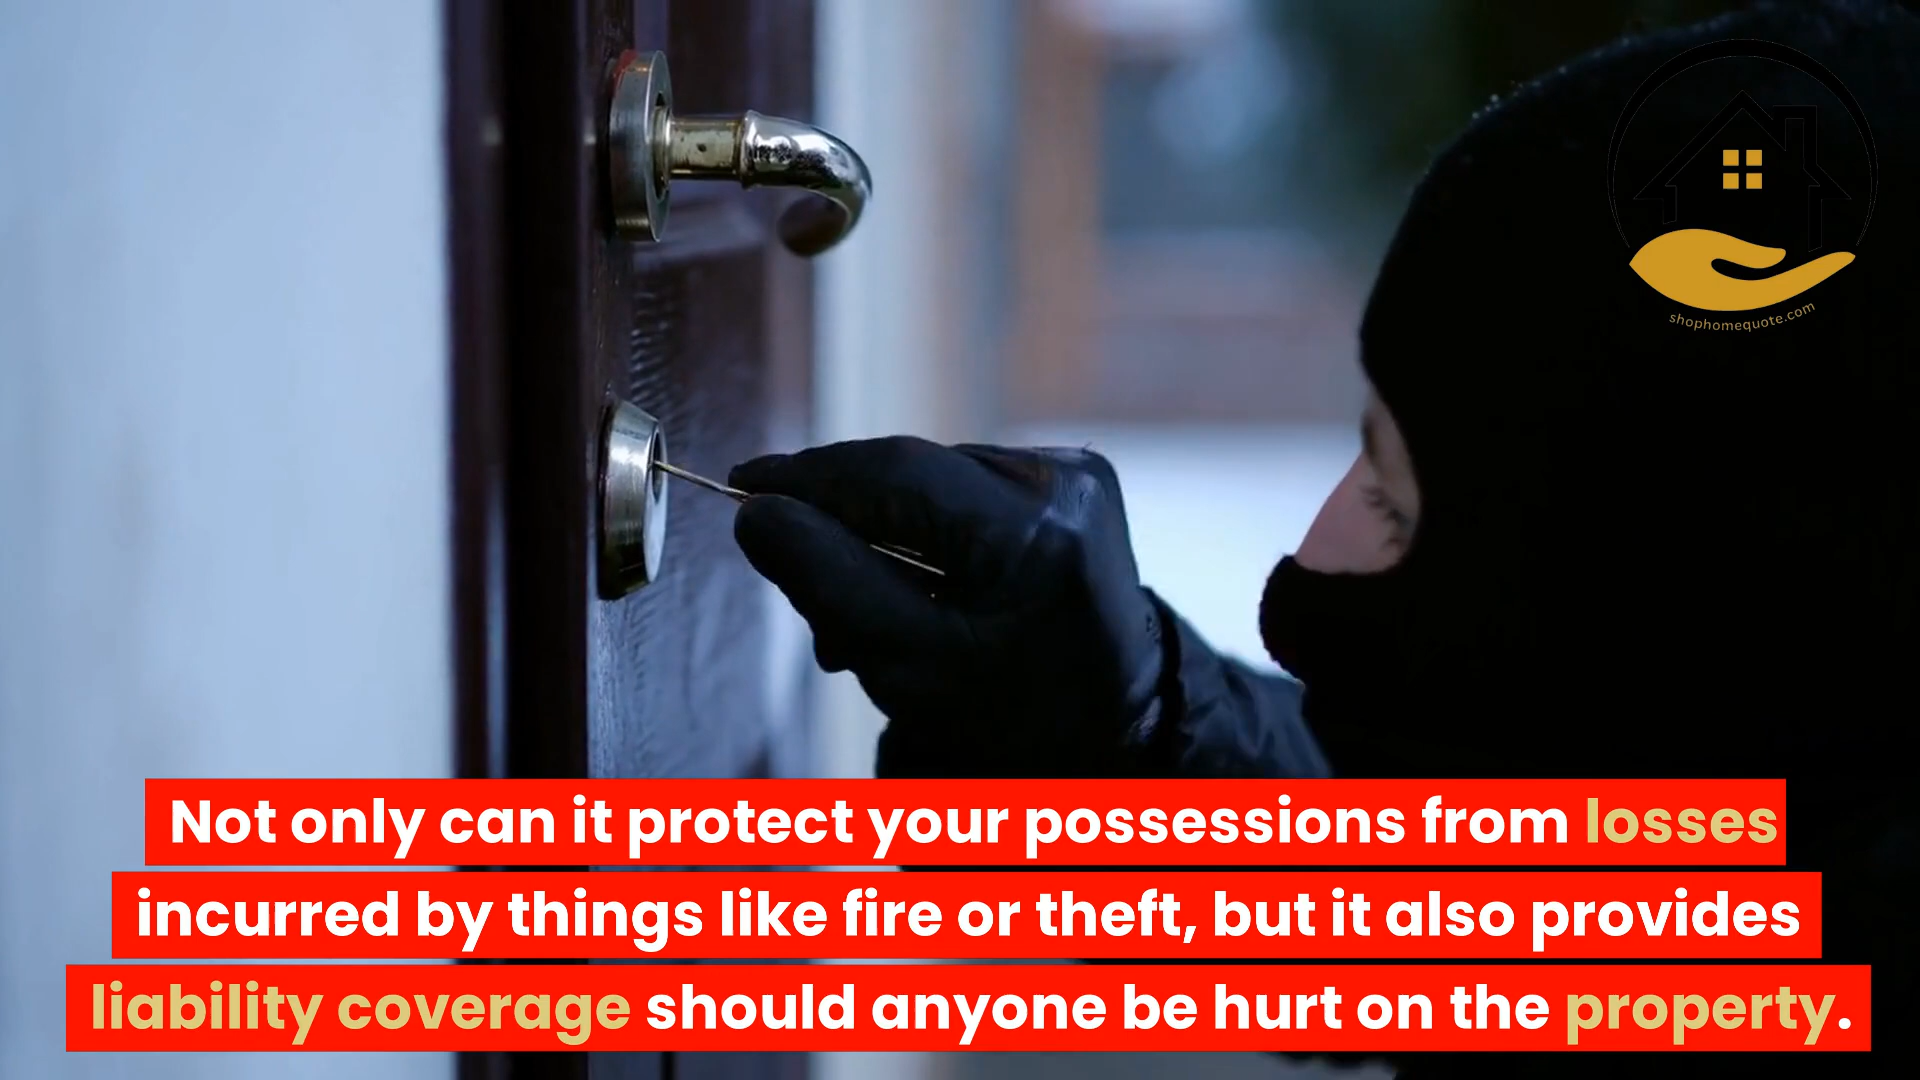 shophomequote.com
Not only can it protect your possessions from losses
incurred by things like fire or theft, but it also provides
liability coverage should anyone be hurt on the property.